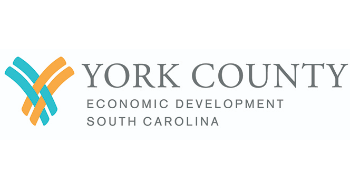 YORK COUNTY
ECONOMIC DEVELOPMENT
SOUTH CAROLINA